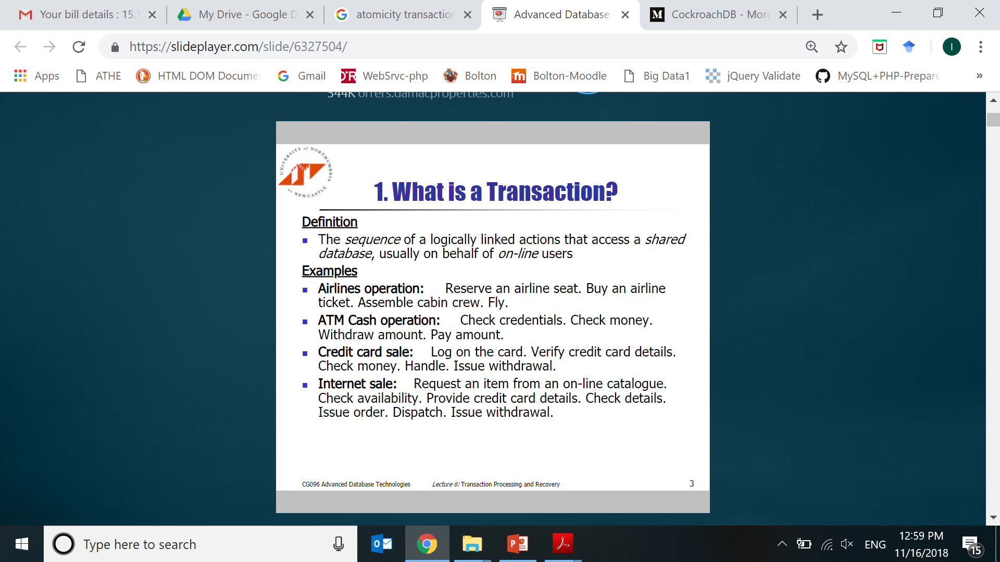 Your bill details : 15.1
My Drive - Google D
atomicity transaction
Advanced Database
CockroachDB - More
https://slideplayer.com/slide/6327504/
I
Apps
ATHE
HTML DOM Documen
Gmail
WebSrvc-php
Bolton
Bolton-Moodle
Big Data1
jQuery Validate
MySQL+PHP-Prepare
»
344K offers.damacproperties.com
UNIVERSITY of NORTHUMBRIA
at NEWCASTLE
1. What is a Transaction?
Definition
The sequence of a logically linked actions that access a shared
database, usually on behalf of on-line users
Examples
Airlines operation: Reserve an airline seat. Buy an airline
ticket. Assemble cabin crew. Fly.
ATM Cash operation: Check credentials. Check money.
Withdraw amount. Pay amount.
Credit card sale: Log on the card. Verify credit card details.
Check money. Handle. Issue withdrawal.
Internet sale: Request an item from an on-line catalogue.
Check availability. Provide credit card details. Check details.
Issue order. Dispatch. Issue withdrawal.
CG096 Advanced Database Technologies Lecture 6: Transaction Processing and Recovery 3
Type here to search
ENG
12:59 PM
11/16/2018
15